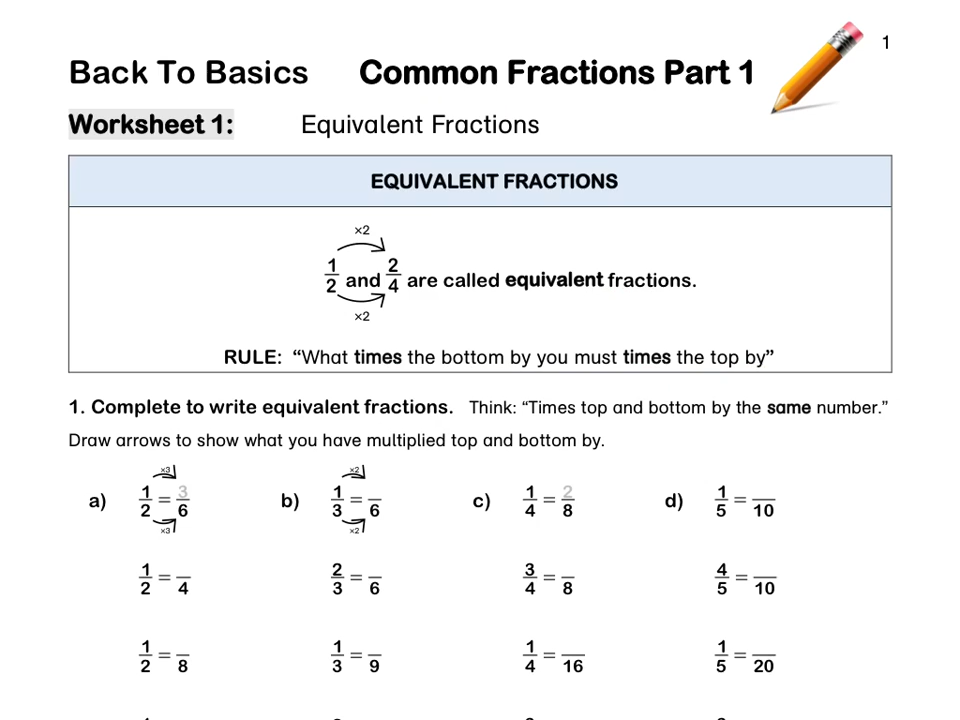 1
Back To Basics Common Fractions Part 1
Worksheet 1: Equivalent Fractions
EQUIVALENT FRACTIONS
×2
1/2 and 2/4 are called equivalent fractions.
×2
RULE: “What times the bottom by you must times the top by”
1. Complete to write equivalent fractions. Think: “Times top and bottom by the same number.”
Draw arrows to show what you have multiplied top and bottom by.
×3 ×2
a) 1/2 = 3/6 b) 1/3 = /6 c) 1/4 = 2/8 d) 1/5 = /10
×3 ×2
1/2 = /4 2/3 = /6 3/4 = /8 4/5 = /10
1/2 = /8 1/3 = /9 1/4 = /16 1/5 = /20